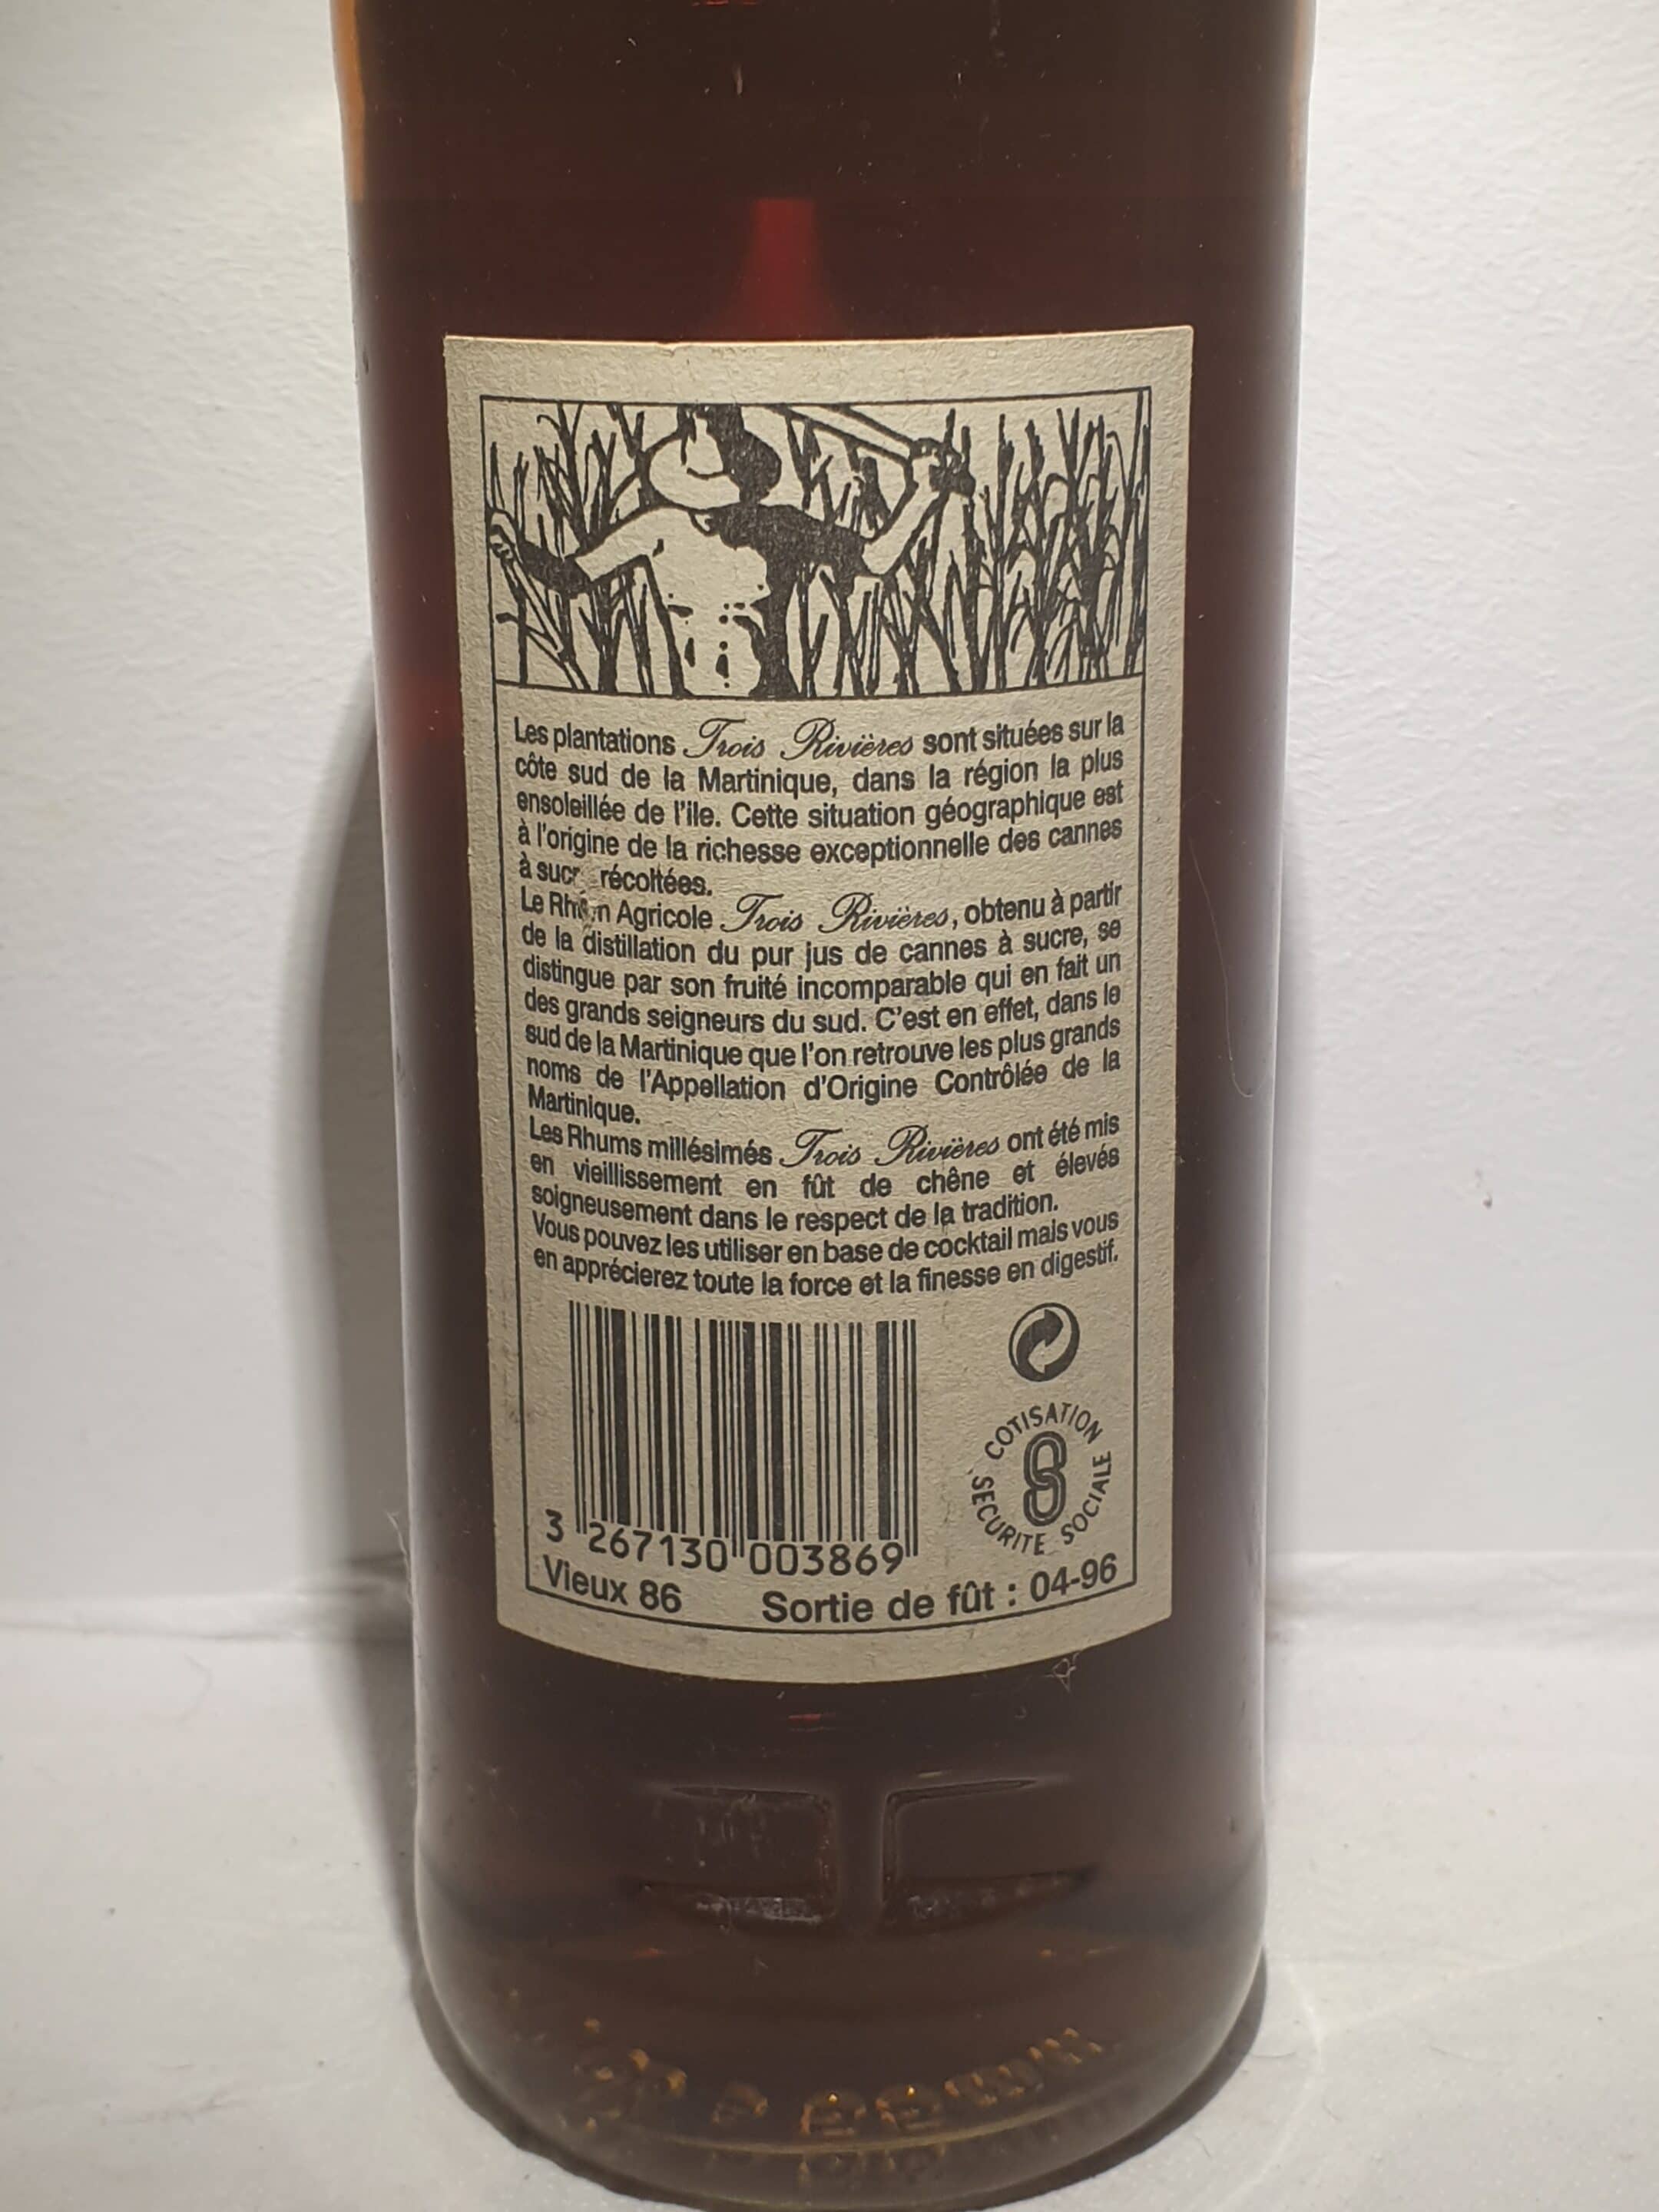 Les plantations Trois Rivières sont situées sur la
côte sud de la Martinique, dans la région la plus
ensoleillée de l'ile. Cette situation géographique est
à l'origine de la richesse exceptionnelle des cannes
à sucr récoltées.
Le Rhum Agricole Trois Rivières, obtenu à partir
de la distillation du pur jus de cannes à sucre, se
distingue par son fruité incomparable qui en fait un
des grands seigneurs du sud. C'est en effet, dans le
sud de la Martinique que l'on retrouve les plus grands
noms de l'Appellation d'Origine Contrôlée de la
Martinique.
Les Rhums millésimés Trois Rivières ont été mis
en vieillissement en fût de chêne et élevés
soigneusement dans le respect de la tradition.
Vous pouvez les utiliser en base de cocktail mais vous
en apprécierez toute la force et la finesse en digestif.
COTISATION
SECURITE SOCIALE
3 267130 003869
Vieux 86 Sortie de fût : 04-96